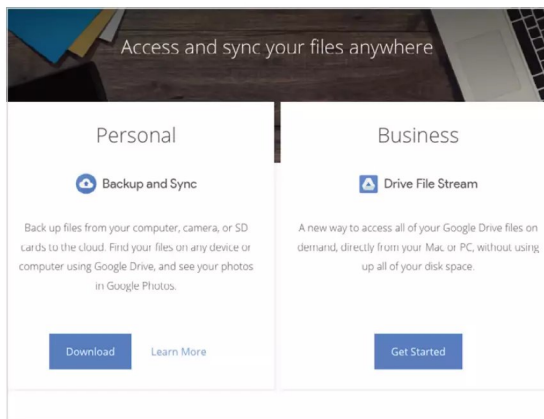 Access and sync your files anywhere
Personal
Backup and Sync
Back up files from your computer, camera, or SD
cards to the cloud. Find your files on any device or
computer using Google Drive, and see your photos
in Google Photos.
Download
Learn More
Business
Drive File Stream
A new way to access all of your Google Drive files on
demand, directly from your Mac or PC, without using
up all of your disk space.
Get Started